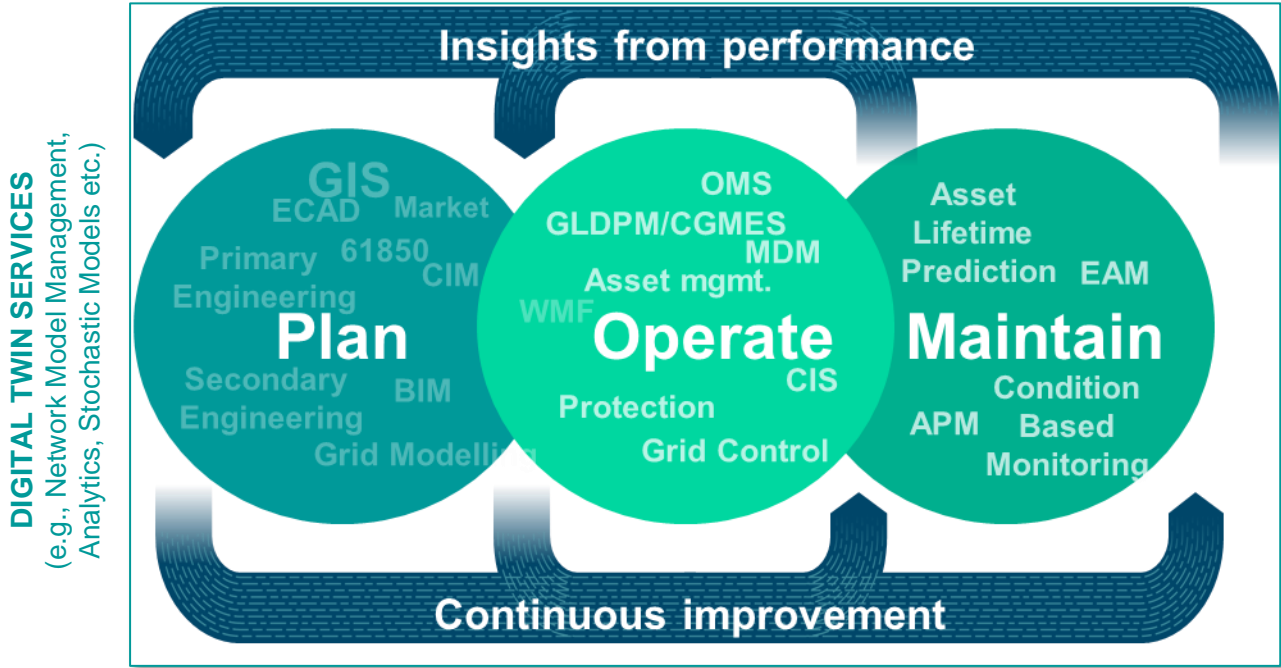 DIGITAL TWIN SERVICES
(e.g., Network Model Management,
Analytics, Stochastic Models etc.)
Insights from performance
GIS
ECAD
Market
Primary
Engineering
61850
CIM
Plan
Secondary
Engineering
BIM
Grid Modelling
OMS
GLDPM/CGMES
MDM
Asset mgmt.
WMF
Operate
CIS
Protection
Grid Control
Asset
Lifetime
Prediction
EAM
Maintain
Condition
Based
Monitoring
APM
Continuous improvement